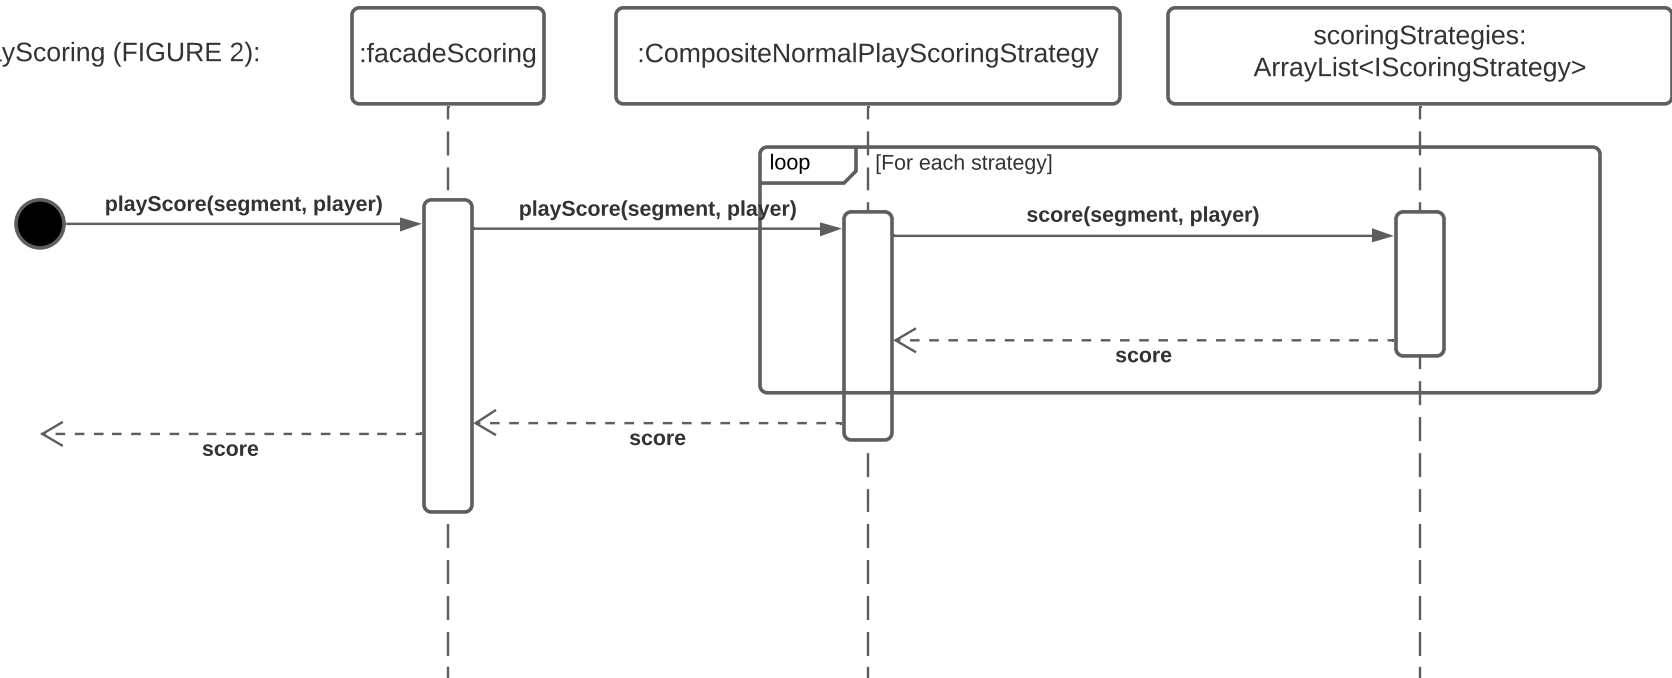 yScoring (FIGURE 2):
:facadeScoring
:CompositeNormalPlayScoringStrategy
scoringStrategies:
ArrayList<IScoringStrategy>
loop
[For each strategy]
playScore(segment, player)
playScore(segment, player)
score(segment, player)
score
score
score